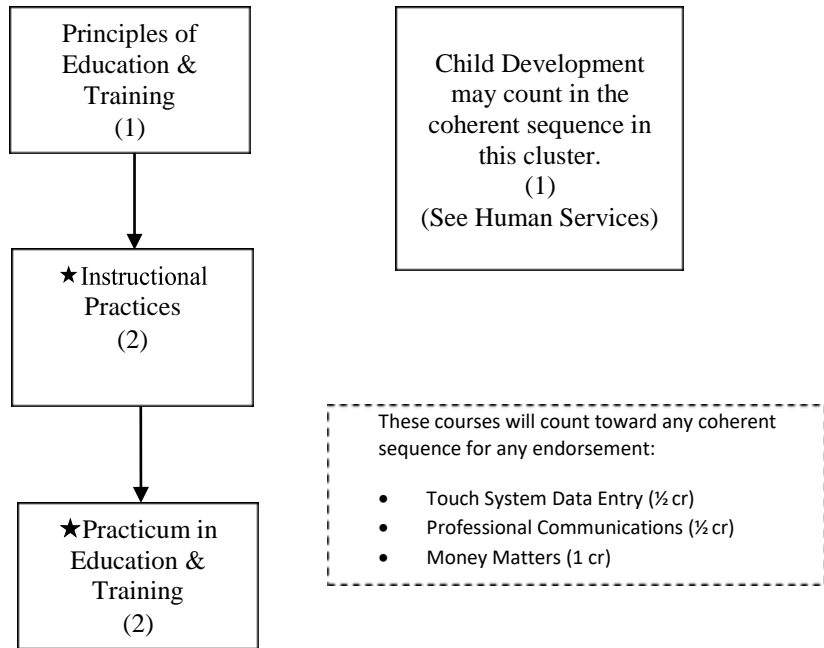 Principles of
Education &
Training
(1)
Child Development
may count in the
coherent sequence in
this cluster.
(1)
(See Human Services)
★Instructional
Practices
(2)
These courses will count toward any coherent
sequence for any endorsement:
• Touch System Data Entry (½ cr)
• Professional Communications (½ cr)
• Money Matters (1 cr)
★Practicum in
Education &
Training
(2)